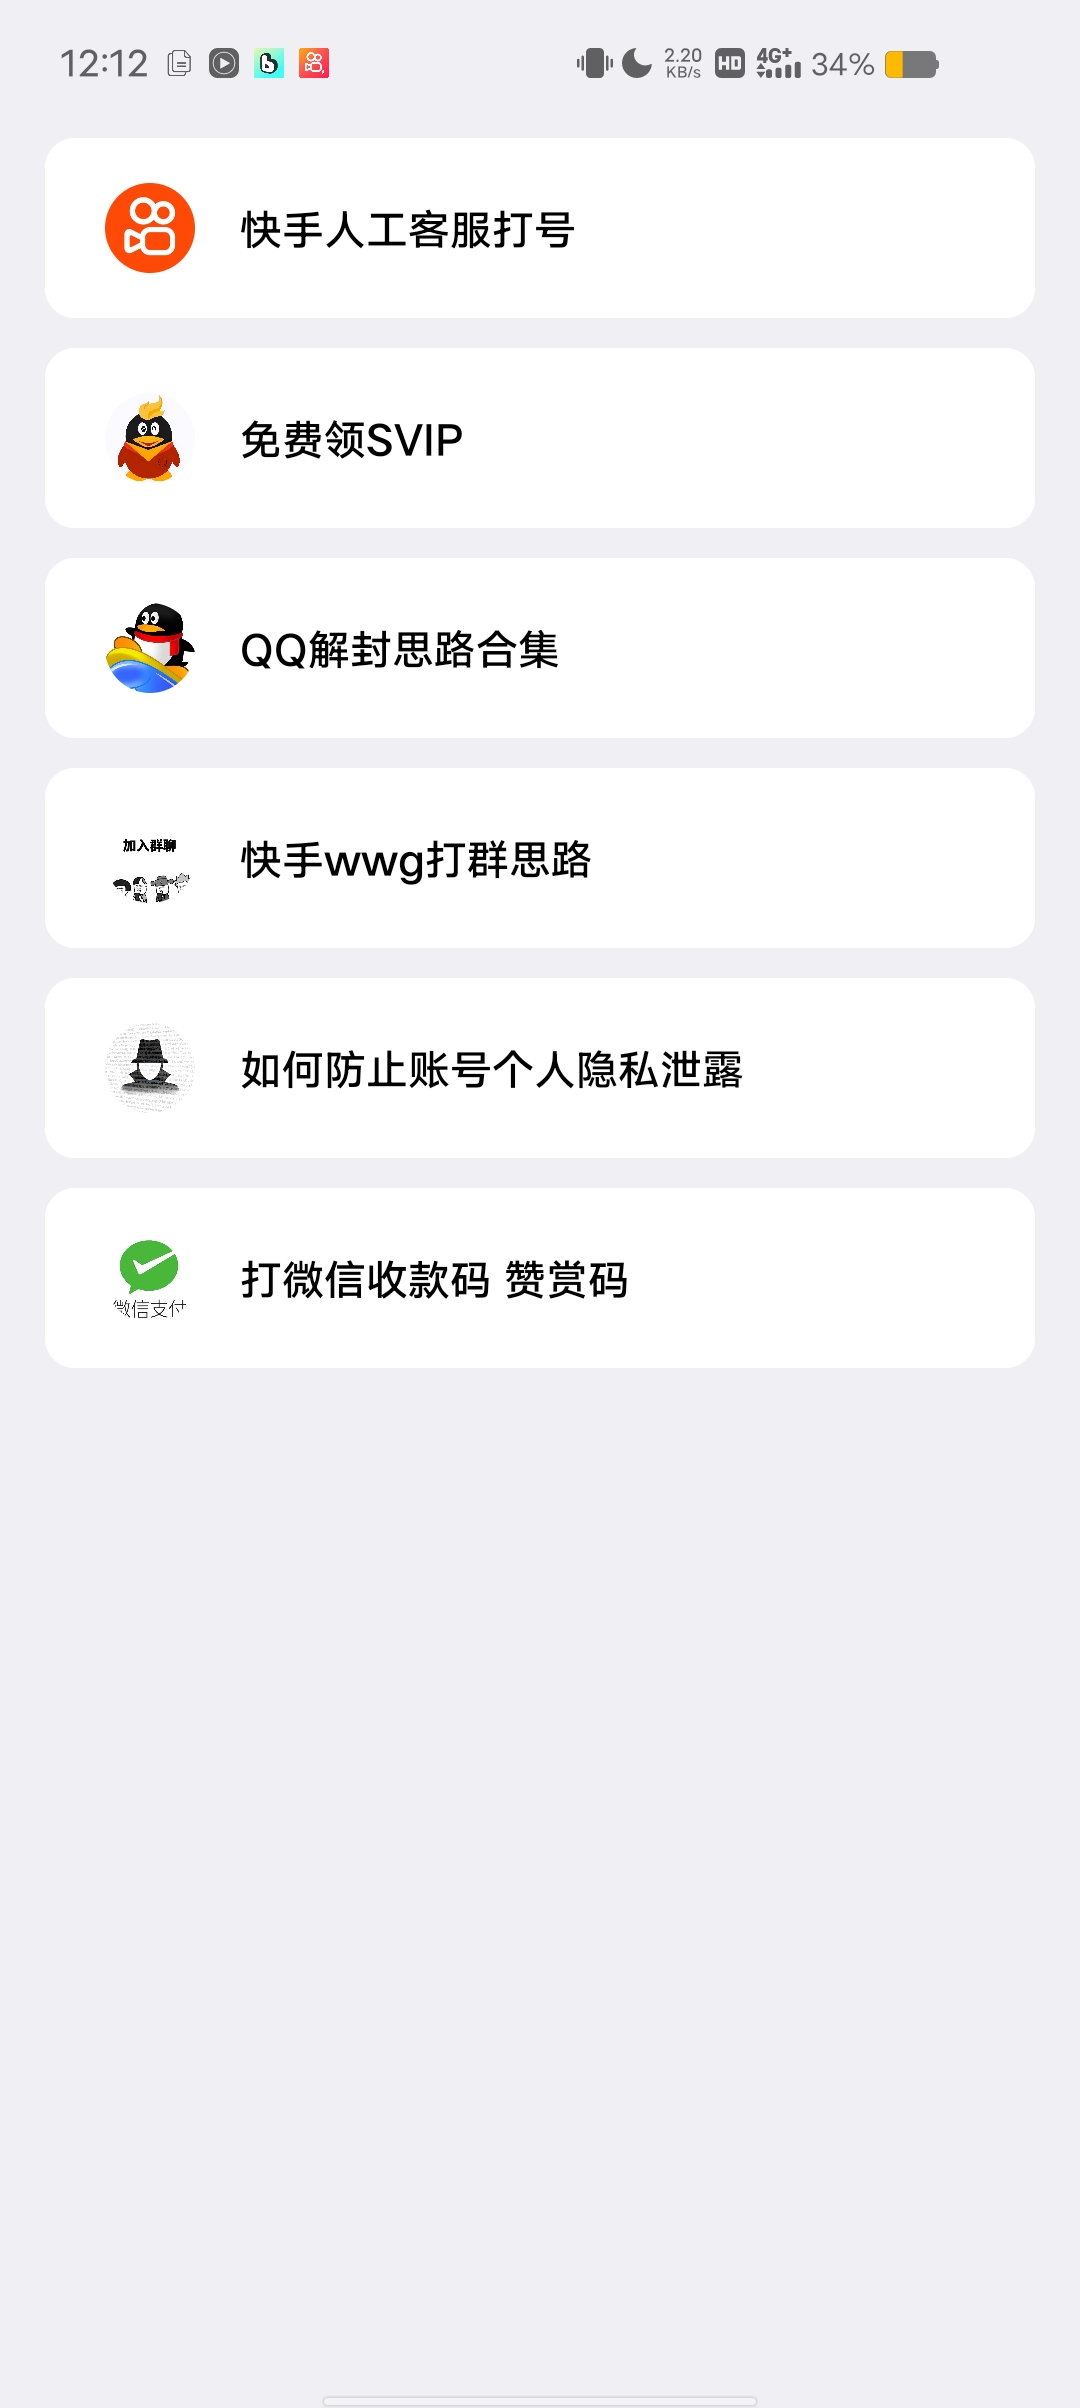 12:12
2.20
KB/s
HD
4G+
34%
快手人工客服打号
免费领SVIP
QQ解封思路合集
加入群聊
快手wwg打群思路
如何防止账号个人隐私泄露
微信支付
打微信收款码 赞赏码